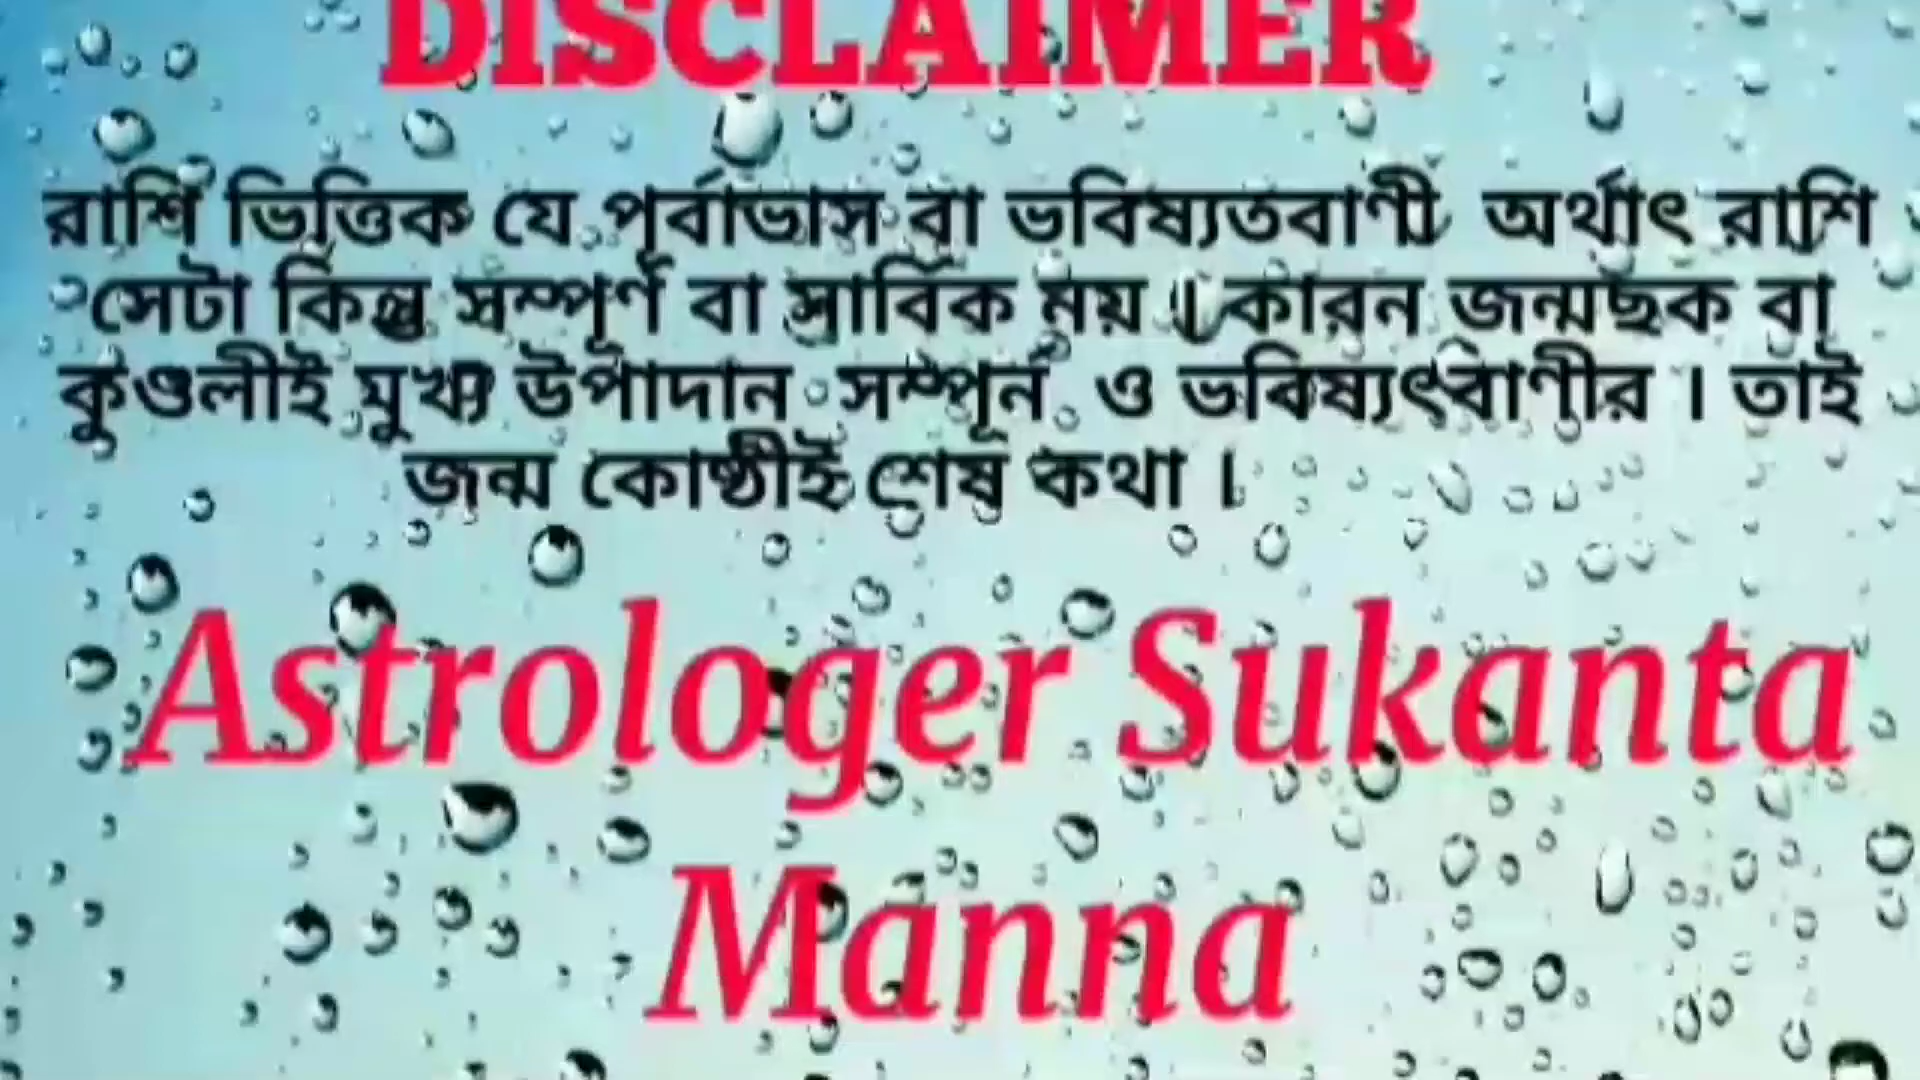 DISCLAIMER
রাশি ভিত্তিক যে পূর্বাভাস বা ভবিষ্যতবাণী অর্থাৎ রাশি
সেটা কিন্তু সম্পূর্ণ বা সার্বিক নয় । কারন জন্মছক বা
কুণ্ডলীই মুখ্য উপাদান সম্পূর্ন ও ভবিষ্যৎবাণীর । তাই
জন্ম কোষ্ঠীই শেষ কথা ।
Astrologer Sukanta
Manna